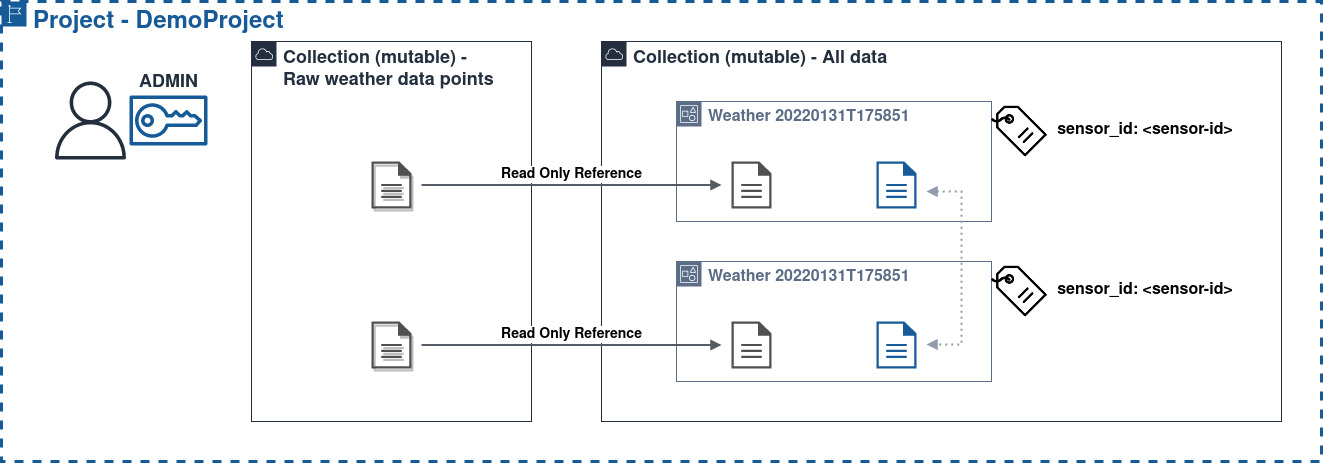 Project - DemoProject
ADMIN
Collection (mutable) -
Raw weather data points
Collection (mutable) - All data
Weather 20220131T175851
sensor_id: <sensor-id>
Read Only Reference
Weather 20220131T175851
sensor_id: <sensor-id>
Read Only Reference